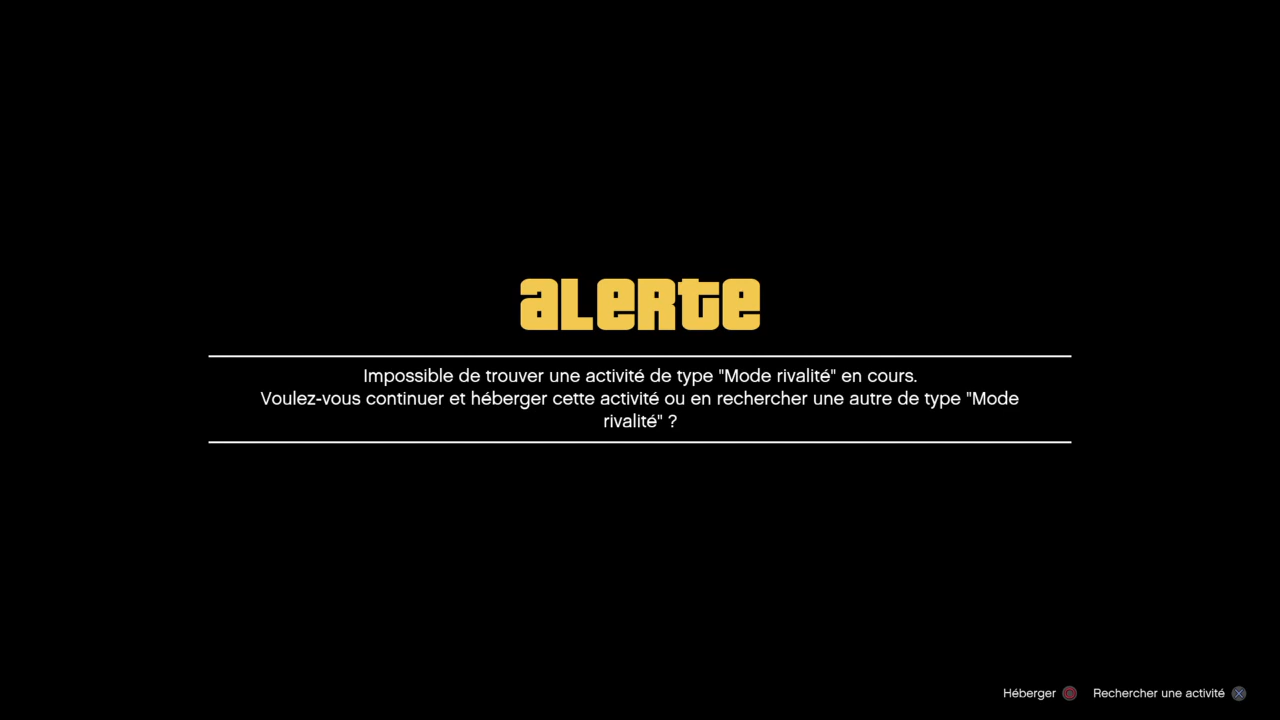 aLeRte
Impossible de trouver une activité de type "Mode rivalité" en cours.
Voulez-vous continuer et héberger cette activité ou en rechercher une autre de type "Mode
rivalité" ?
Héberger Rechercher une activité